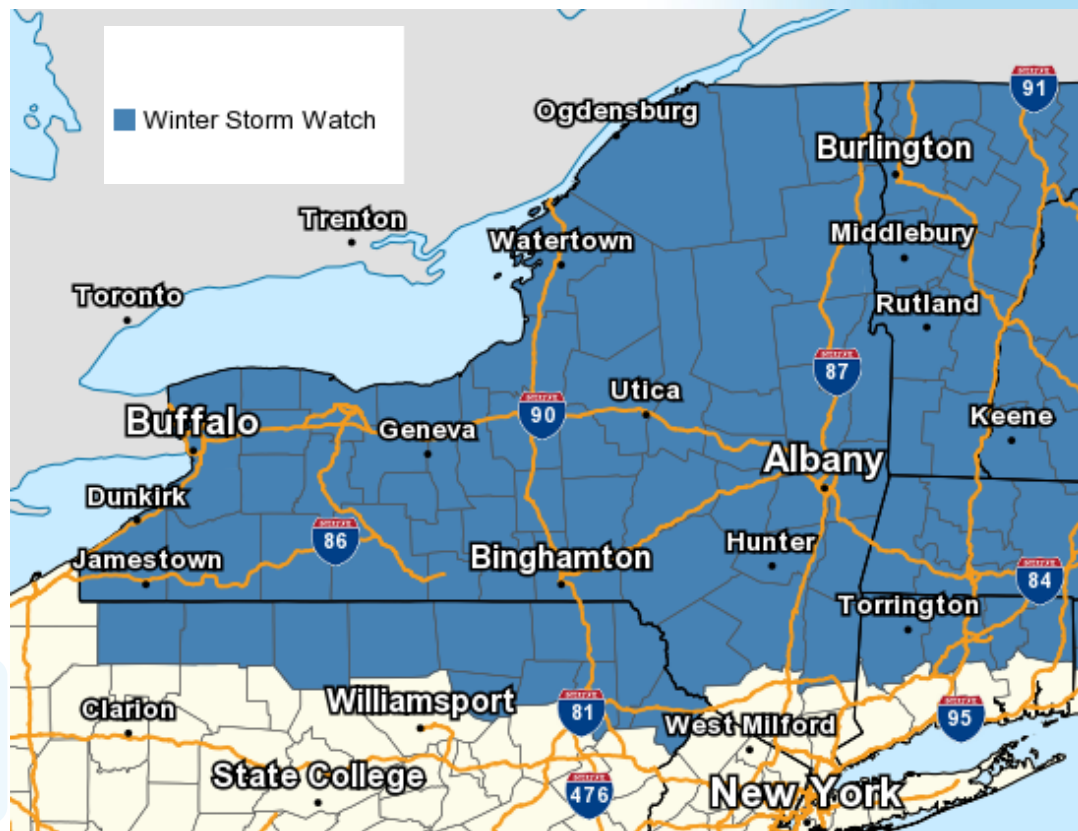 Winter Storm Watch
91
Ogdensburg
Burlington
Trenton
Watertown
Middlebury
Toronto
Rutland
87
Utica
Buffalo
Geneva
90
Keene
Albany
Dunkirk
86
Jamestown
Binghamton
Hunter
84
Torrington
Clarion
Williamsport
81
West Milford
95
State College
476
New York